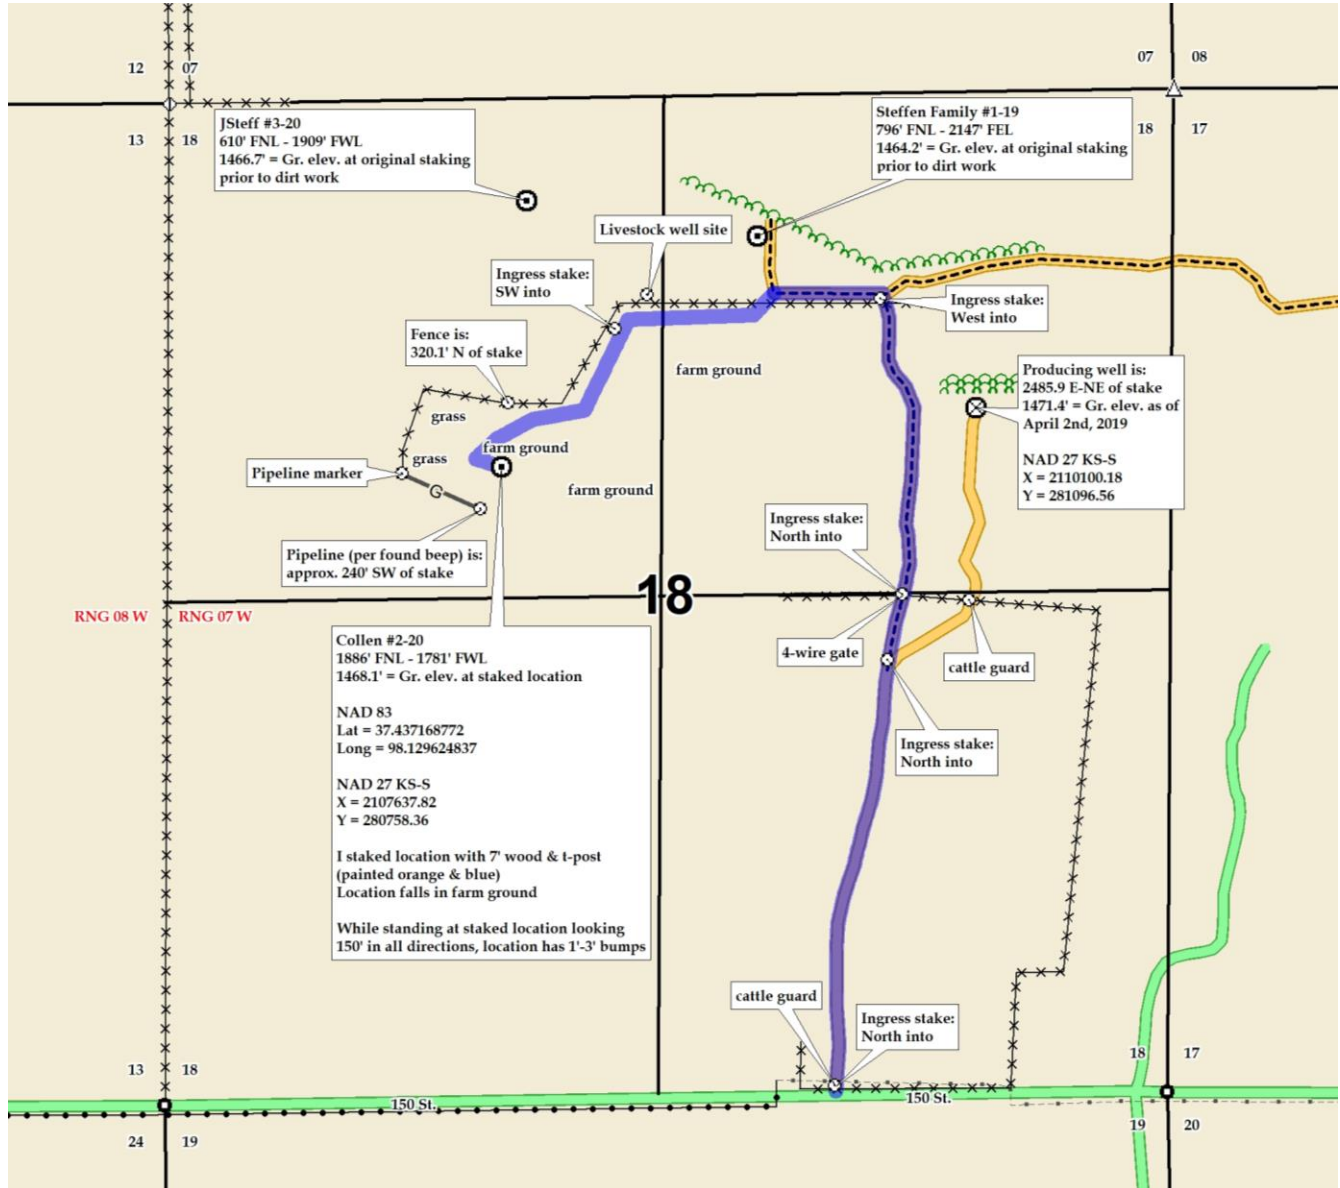 12 07
07 08
13 18
18 17
JSteff #3-20
610' FNL - 1909' FWL
1466.7' = Gr. elev. at original staking
prior to dirt work
Steffen Family #1-19
796' FNL - 2147' FEL
1464.2' = Gr. elev. at original staking
prior to dirt work
Livestock well site
Ingress stake:
SW into
Ingress stake:
West into
Fence is:
320.1' N of stake
farm ground
Producing well is:
2485.9 E-NE of stake
1471.4' = Gr. elev. as of
April 2nd, 2019
NAD 27 KS-S
X = 2110100.18
Y = 281096.56
grass
farm ground
grass
Pipeline marker
G
farm ground
Ingress stake:
North into
Pipeline (per found beep) is:
approx. 240' SW of stake
18
RNG 08 W
RNG 07 W
Collen #2-20
1886' FNL - 1781' FWL
1468.1' = Gr. elev. at staked location
NAD 83
Lat = 37.437168772
Long = 98.129624837
NAD 27 KS-S
X = 2107637.82
Y = 280758.36
I staked location with 7' wood & t-post
(painted orange & blue)
Location falls in farm ground
While standing at staked location looking
150' in all directions, location has 1'-3' bumps
4-wire gate
cattle guard
Ingress stake:
North into
cattle guard
Ingress stake:
North into
13 18
18 17
150 St.
150 St.
24 19
19 20